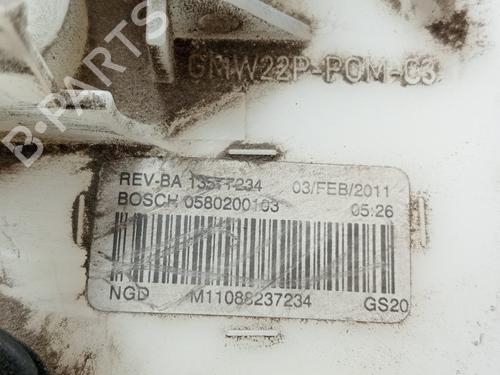 B-PARTS
GMW22P-POM-C3
REV-BA 13577234 03/FEB/2011
BOSCH 0580200103 05:26
NGD M11088237234 GS20